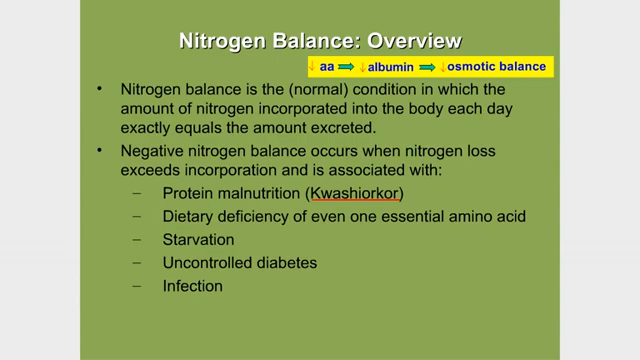 Nitrogen Balance: Overview
↓ aa ⇒ ↓ albumin ⇒ ↓ osmotic balance
• Nitrogen balance is the (normal) condition in which the
amount of nitrogen incorporated into the body each day
exactly equals the amount excreted.
• Negative nitrogen balance occurs when nitrogen loss
exceeds incorporation and is associated with:
– Protein malnutrition (Kwashiorkor)
– Dietary deficiency of even one essential amino acid
– Starvation
– Uncontrolled diabetes
– Infection